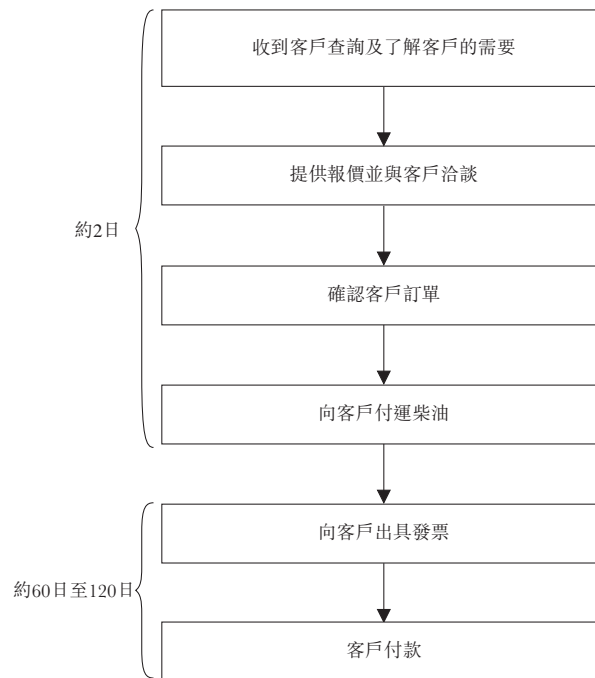 收到客戶查詢及了解客戶的需要
提供報價並與客戶洽談
約2日
確認客戶訂單
向客戶付運柴油
向客戶出具發票
約60日至120日
客戶付款